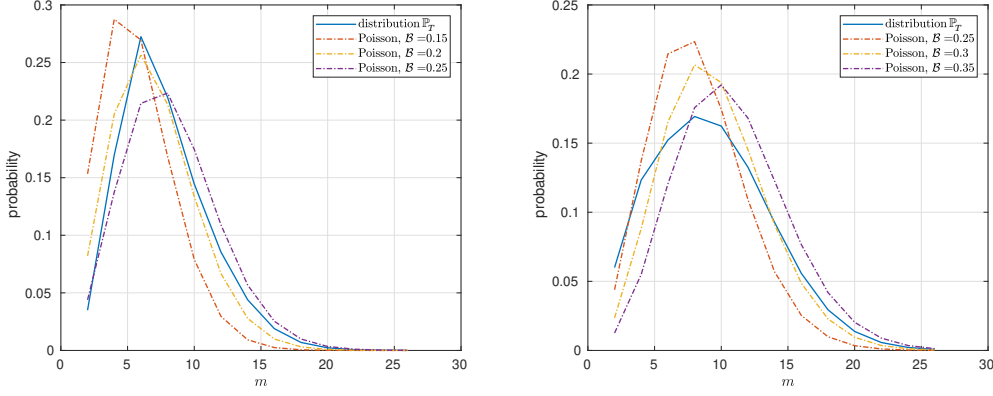 0.3
0.25
0.2
0.15
0.1
0.05
0
0 5 10 15 20 25 30
probability
m
distribution ℙ_T
Poisson, ℬ=0.15
Poisson, ℬ=0.2
Poisson, ℬ=0.25
0.25
0.2
0.15
0.1
0.05
0
0 5 10 15 20 25 30
probability
m
distribution ℙ_T
Poisson, ℬ=0.25
Poisson, ℬ=0.3
Poisson, ℬ=0.35